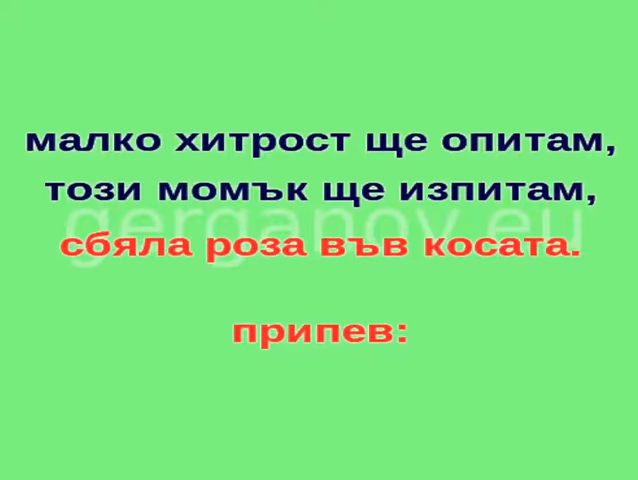 малко хитрост ще опитам,
този момък ще изпитам,
gerganov.eu
сбяла роза във косата.
припев: